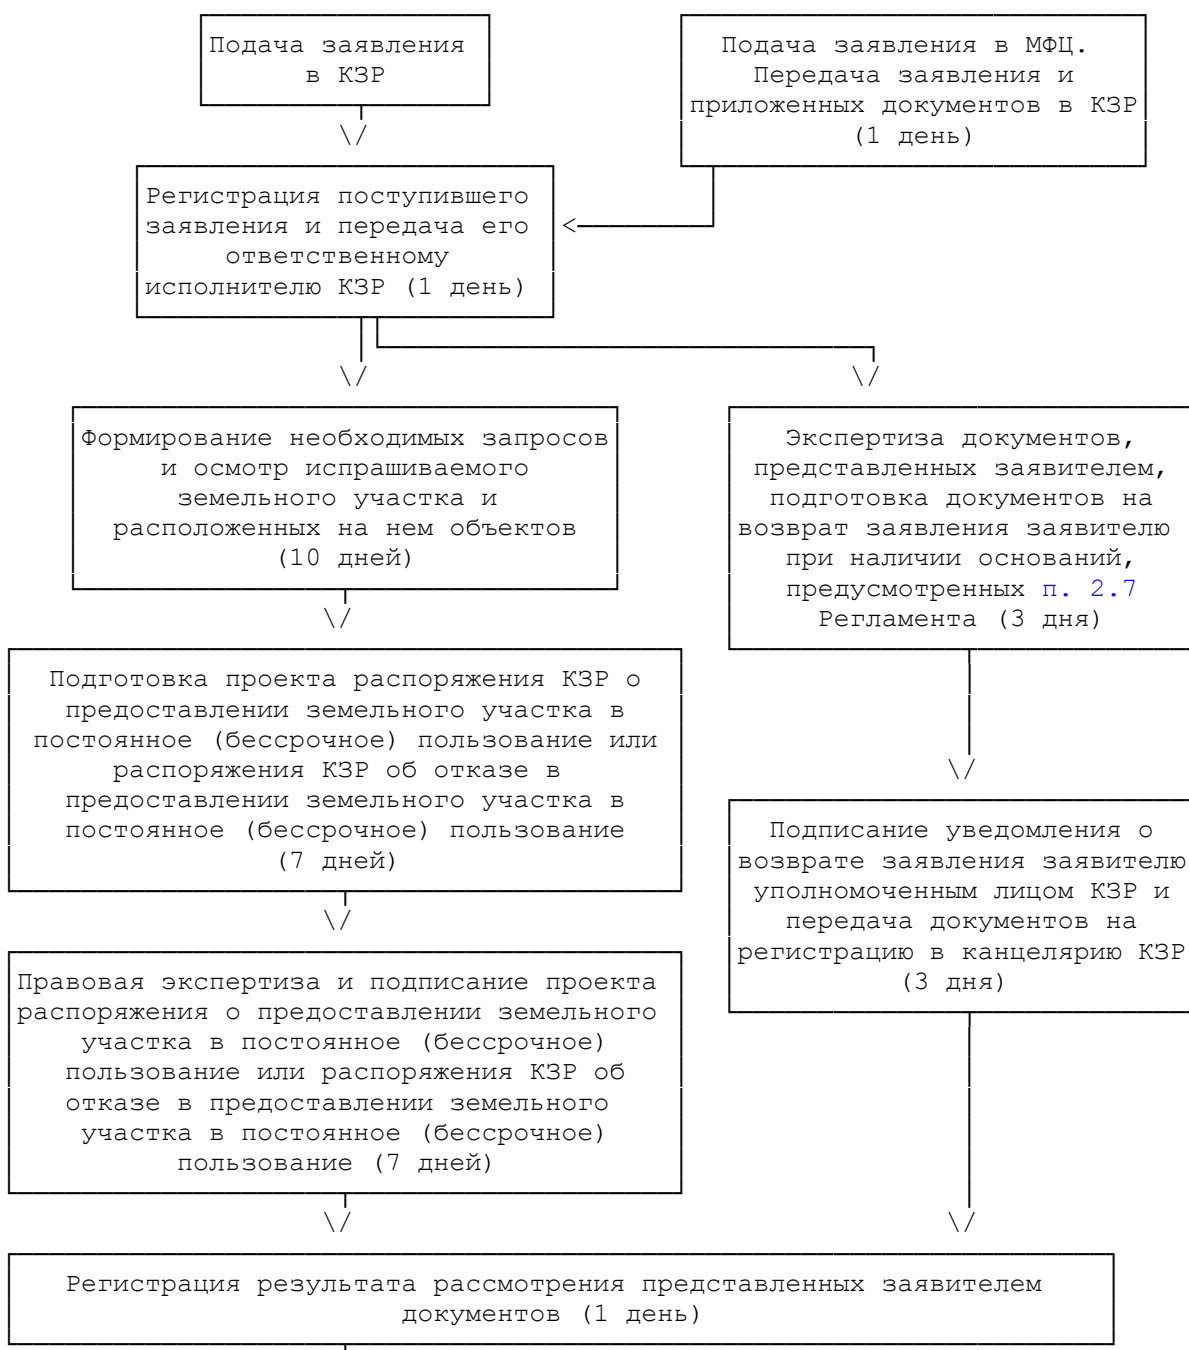 Подача заявления
в КЗР
Подача заявления в МФЦ.
Передача заявления и
приложенных документов в КЗР
(1 день)
Регистрация поступившего
заявления и передача его
ответственному
исполнителю КЗР (1 день)
Формирование необходимых запросов
и осмотр испрашиваемого
земельного участка и
расположенных на нем объектов
(10 дней)
Экспертиза документов,
представленных заявителем,
подготовка документов на
возврат заявления заявителю
при наличии оснований,
предусмотренных п. 2.7
Регламента (3 дня)
Подготовка проекта распоряжения КЗР о
предоставлении земельного участка в
постоянное (бессрочное) пользование или
распоряжения КЗР об отказе в
предоставлении земельного участка в
постоянное (бессрочное) пользование
(7 дней)
Подписание уведомления о
возврате заявления заявителю
уполномоченным лицом КЗР и
передача документов на
регистрацию в канцелярию КЗР
(3 дня)
Правовая экспертиза и подписание проекта
распоряжения о предоставлении земельного
участка в постоянное (бессрочное)
пользование или распоряжения КЗР об
отказе в предоставлении земельного
участка в постоянное (бессрочное)
пользование (7 дней)
Регистрация результата рассмотрения представленных заявителем
документов (1 день)